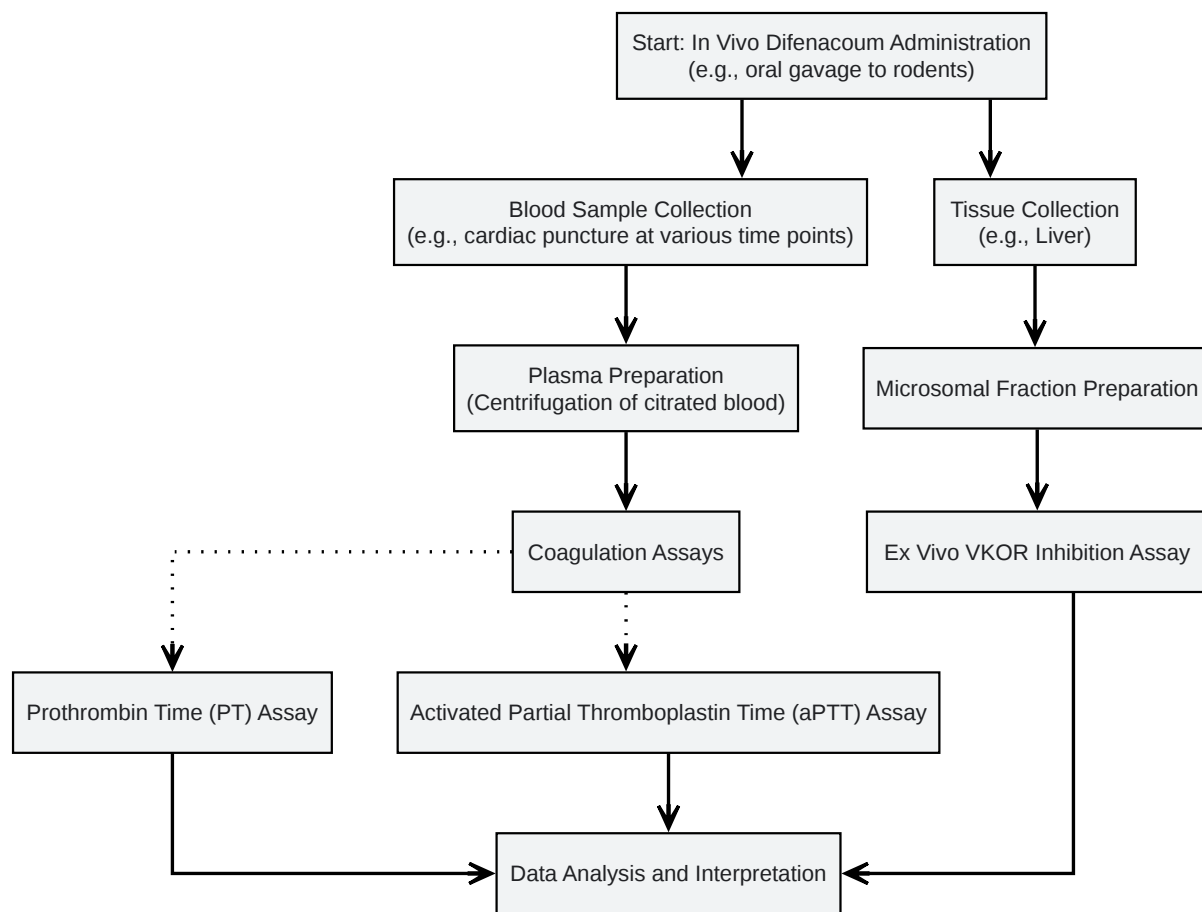 Start: In Vivo Difenacoum Administration
(e.g., oral gavage to rodents)
Blood Sample Collection
(e.g., cardiac puncture at various time points)
Tissue Collection
(e.g., Liver)
Plasma Preparation
(Centrifugation of citrated blood)
Microsomal Fraction Preparation
Coagulation Assays
Ex Vivo VKOR Inhibition Assay
Prothrombin Time (PT) Assay
Activated Partial Thromboplastin Time (aPTT) Assay
Data Analysis and Interpretation